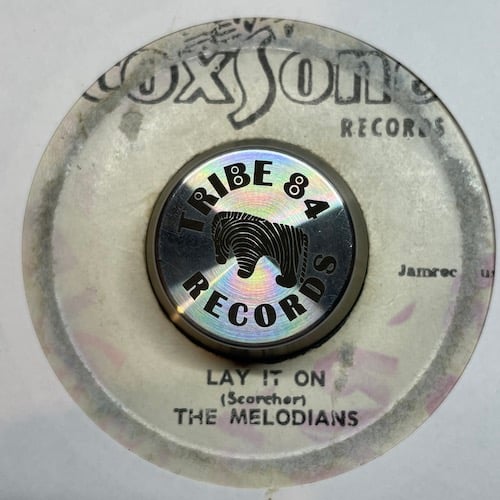 Coxsone
RECORDS
TRIBE 84
RECORDS
Jamrec
LAY IT ON
(Scorcher)
THE MELODIANS